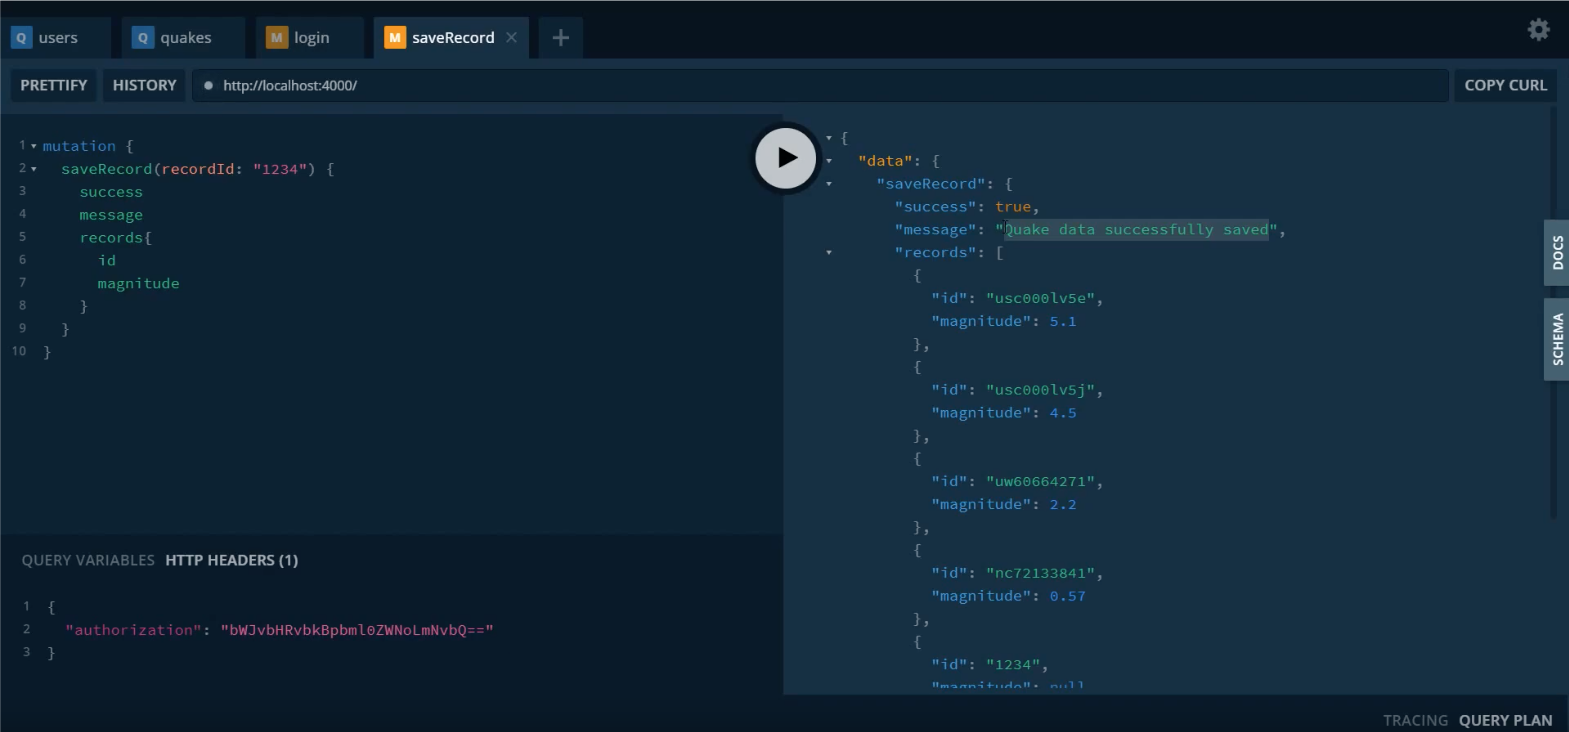 Q users Q quakes M login M saveRecord
PRETTIFY HISTORY http://localhost:4000/ COPY CURL
1 mutation {
2 saveRecord(recordId: "1234") {
3 success
4 message
5 records{
6 id
7 magnitude
8 }
9 }
10 }
{
"data": {
"saveRecord": {
"success": true,
"message": "Quake data successfully saved",
"records": [
{
"id": "usc000lv5e",
"magnitude": 5.1
},
{
"id": "usc000lv5j",
"magnitude": 4.5
},
{
"id": "uw60664271",
"magnitude": 2.2
},
{
"id": "nc72133841",
"magnitude": 0.57
},
{
"id": "1234",
"magnitude": null
DOCS
SCHEMA
QUERY VARIABLES HTTP HEADERS (1)
1 {
2 "authorization": "bWJvbHRvbkBpbml0ZWNoLmNvbQ=="
3 }
TRACING QUERY PLAN